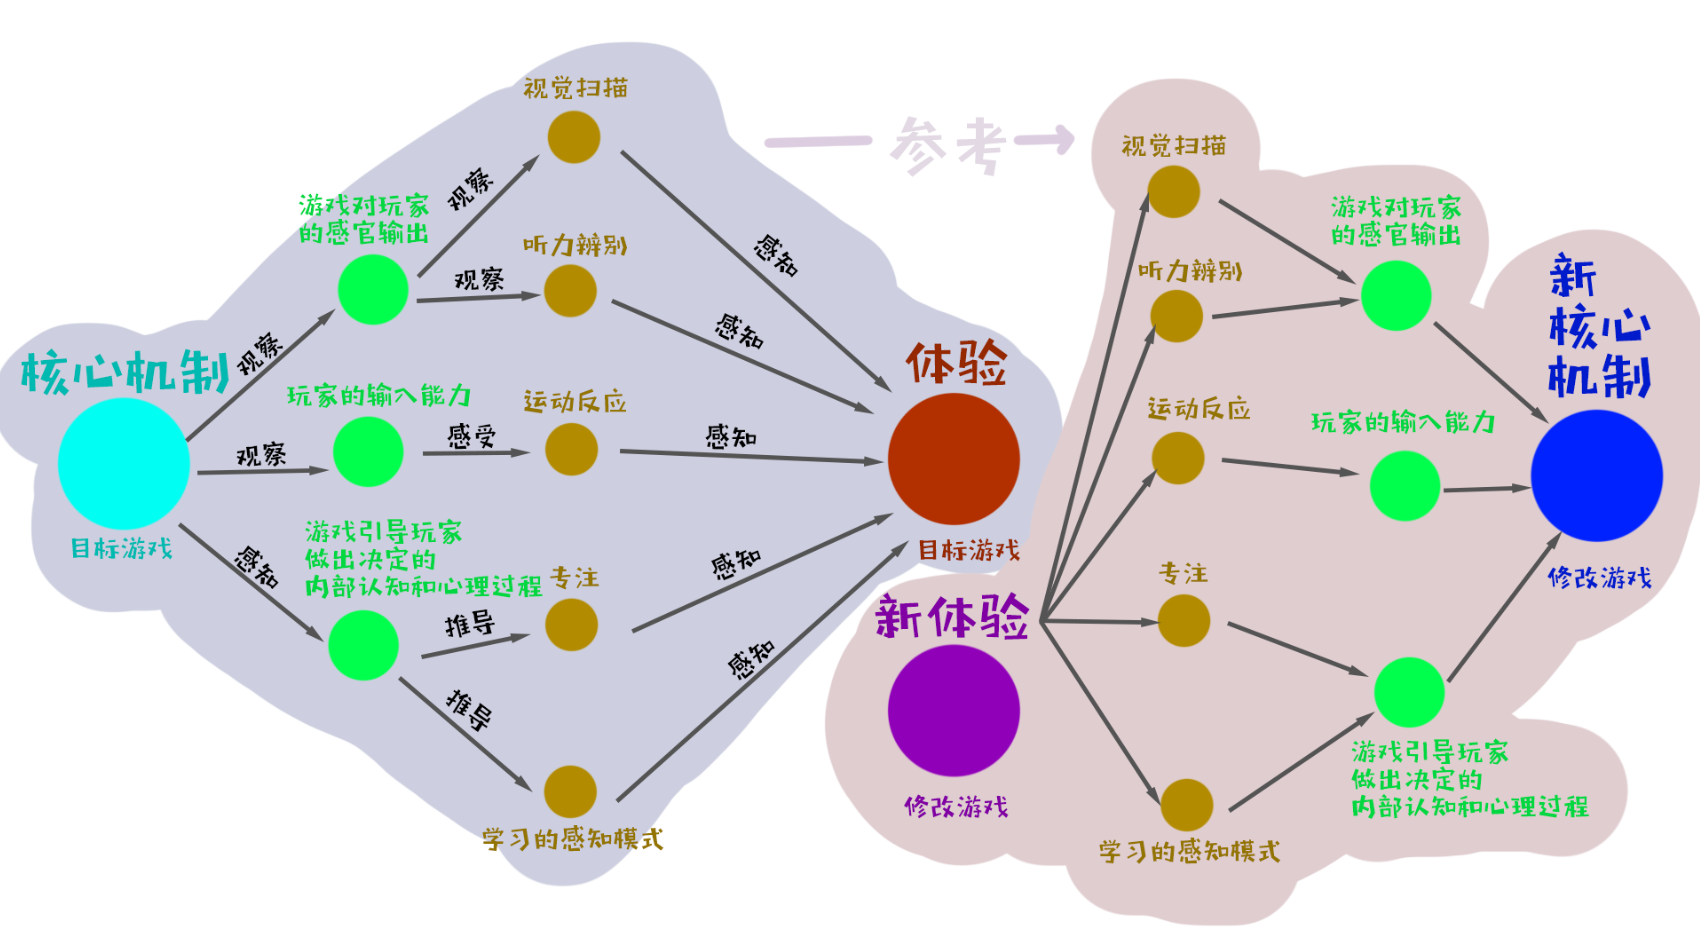 视觉扫描
参考
视觉扫描
观察
游戏对玩家
的感官输出
游戏对玩家
的感官输出
听力辨别
感知
观察
听力辨别
新
核心
机制
观察
感知
核心机制
体验
玩家的输入能力
运动反应
运动反应
玩家的输入能力
观察
感受
感知
目标游戏
感知
游戏引导玩家
做出决定的
内部认知和心理过程
专注
感知
目标游戏
专注
修改游戏
推导
新体验
感知
推导
游戏引导玩家
做出决定的
内部认知和心理过程
修改游戏
学习的感知模式
学习的感知模式